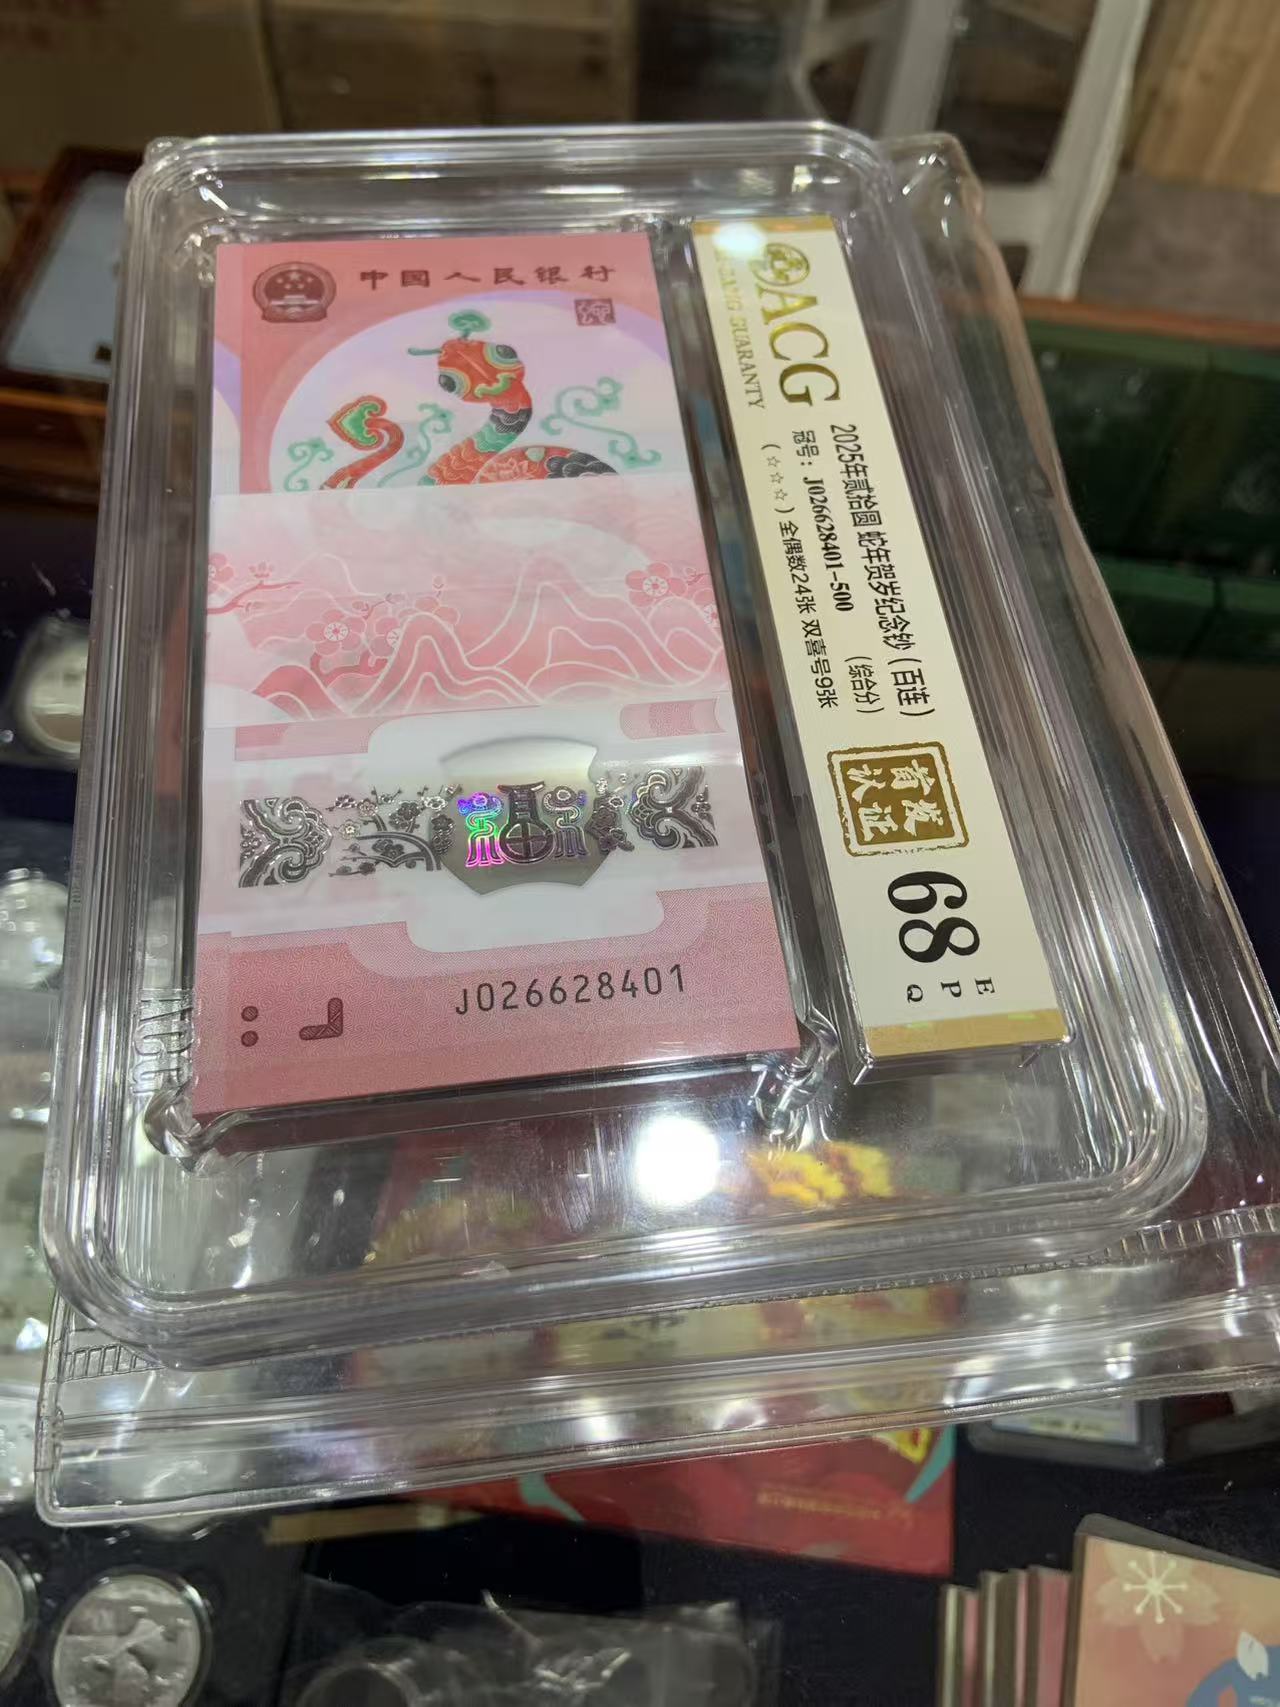 中国人民银行
J026628401
ACG
GUARANTY
2025年贰拾圆 蛇年贺岁纪念钞（百连）
冠号：J026628401-500 （综合分）
（☆☆☆）全偶数24张 双喜号9张
首发
认证
68
E
P
Q